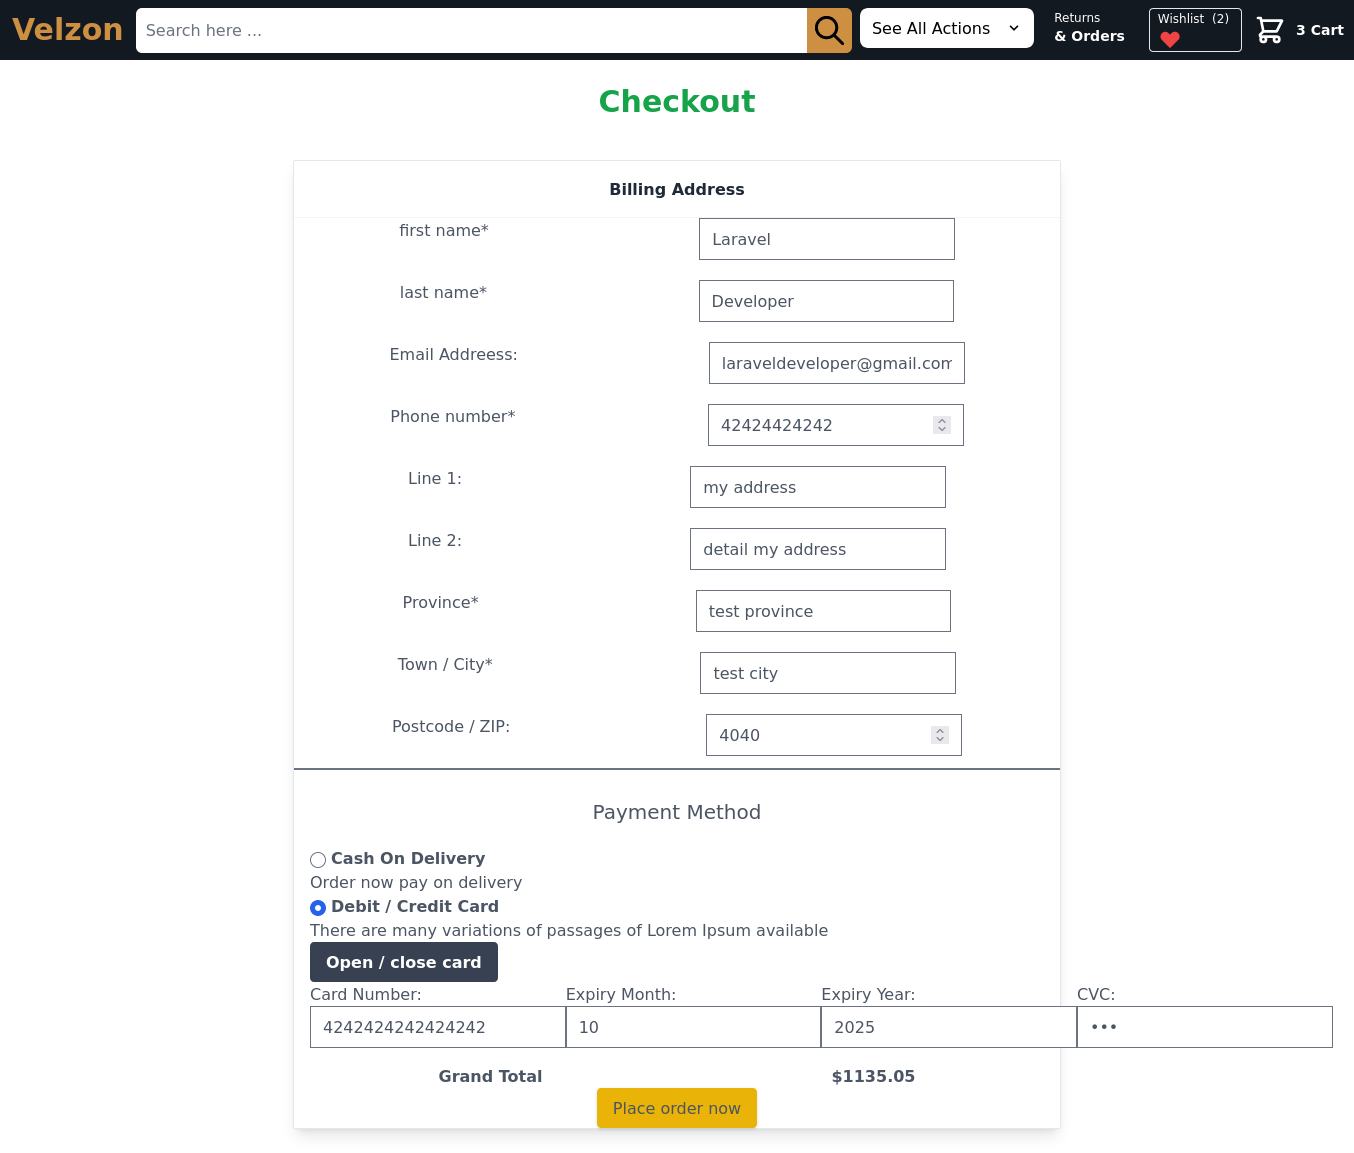 Velzon
Search here ...
See All Actions
Returns
& Orders
Wishlist (2)
3 Cart
Checkout
Billing Address
first name* Laravel
last name* Developer
Email Addreess: laraveldeveloper@gmail.com
Phone number* 42424424242
Line 1: my address
Line 2: detail my address
Province* test province
Town / City* test city
Postcode / ZIP: 4040
Payment Method
Cash On Delivery
Order now pay on delivery
Debit / Credit Card
There are many variations of passages of Lorem Ipsum available
Open / close card
Card Number: Expiry Month: Expiry Year: CVC:
4242424242424242 10 2025 •••
Grand Total $1135.05
Place order now